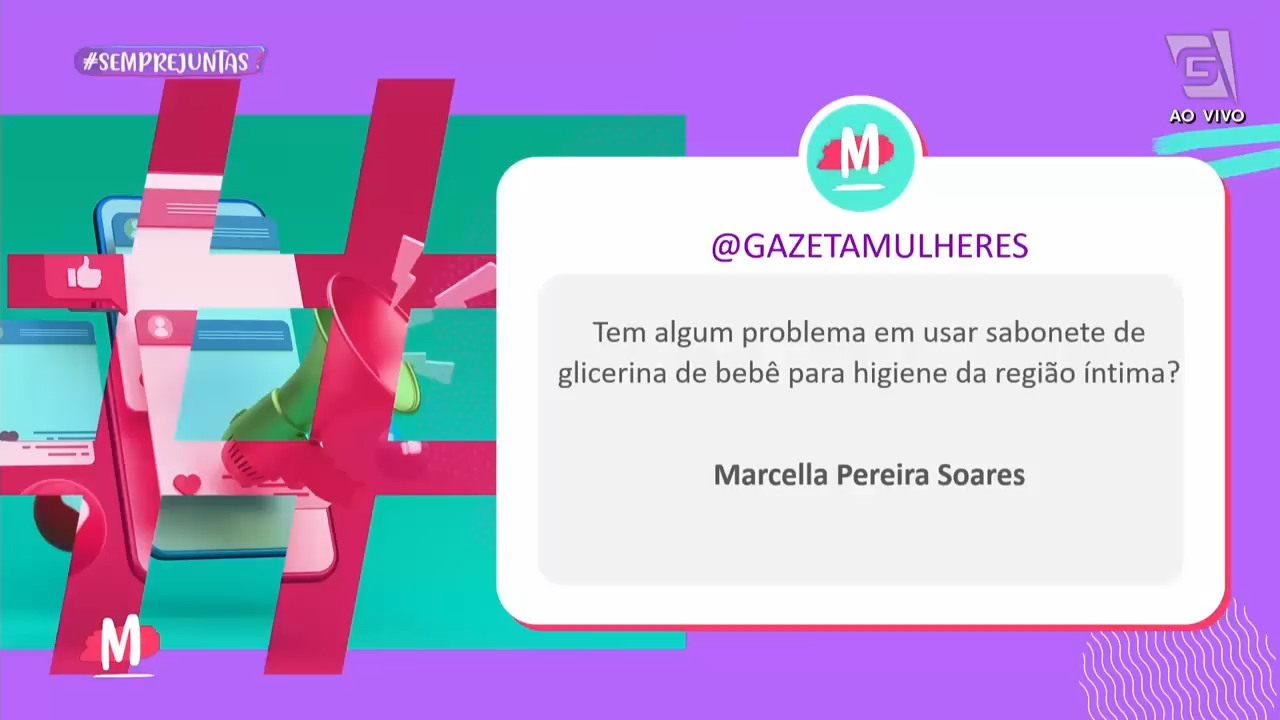 #SEMPREJUNTAS
G
AO VIVO
M
@GAZETAMULHERES
Tem algum problema em usar sabonete de
glicerina de bebê para higiene da região íntima?
Marcella Pereira Soares
M